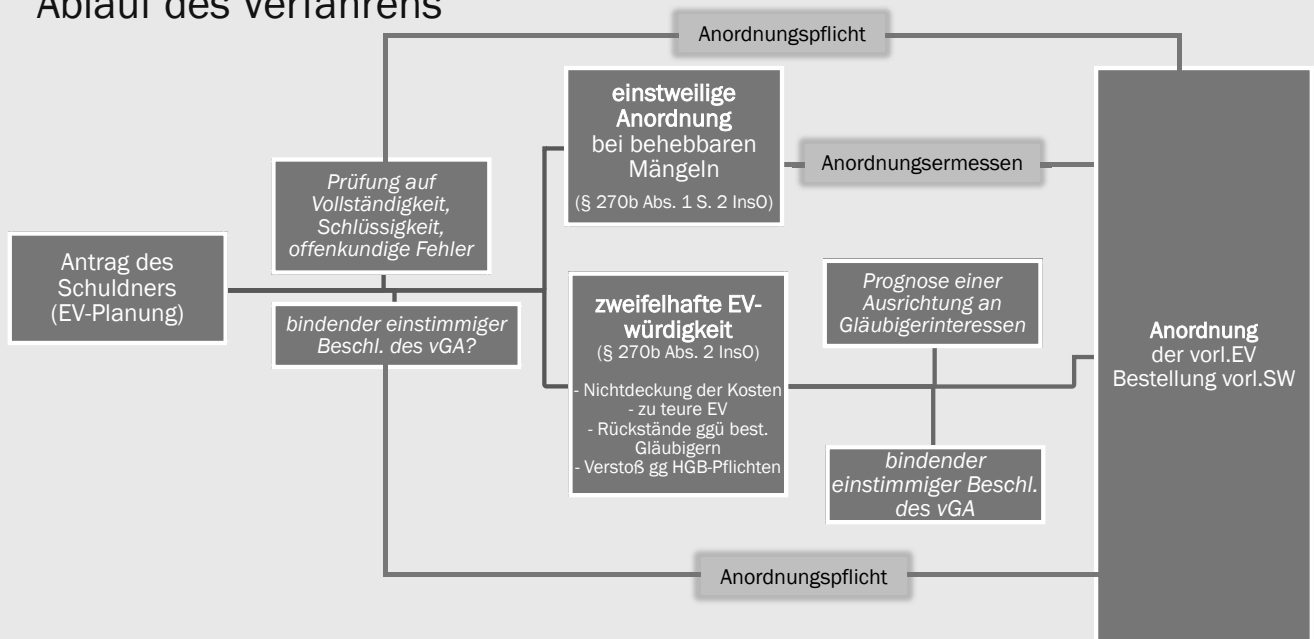 Ablauf des Verfahrens
Anordnungspflicht
einstweilige
Anordnung
bei behebbaren
Mängeln
(§ 270b Abs. 1 S. 2 InsO)
Anordnungsermessen
Prüfung auf
Vollständigkeit,
Schlüssigkeit,
offenkundige Fehler
Antrag des
Schuldners
(EV-Planung)
bindender einstimmiger
Beschl. des vGA?
zweifelhafte EV-
würdigkeit
(§ 270b Abs. 2 InsO)
- Nichtdeckung der Kosten
- zu teure EV
- Rückstände ggü best.
Gläubigern
- Verstoß gg HGB-Pflichten
Prognose einer
Ausrichtung an
Gläubigerinteressen
bindender
einstimmiger Beschl.
des vGA
Anordnung
der vorl.EV
Bestellung vorl.SW
Anordnungspflicht